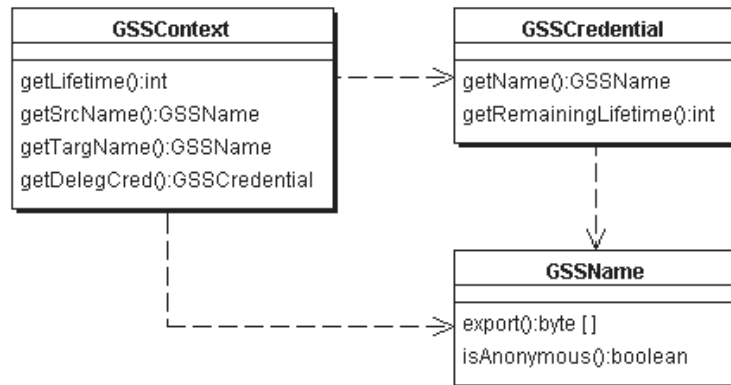 GSSContext
getLifetime():int
getSrcName():GSSName
getTargName():GSSName
getDelegCred():GSSCredential
GSSCredential
getName():GSSName
getRemainingLifetime():int
GSSName
export():byte [ ]
isAnonymous():boolean